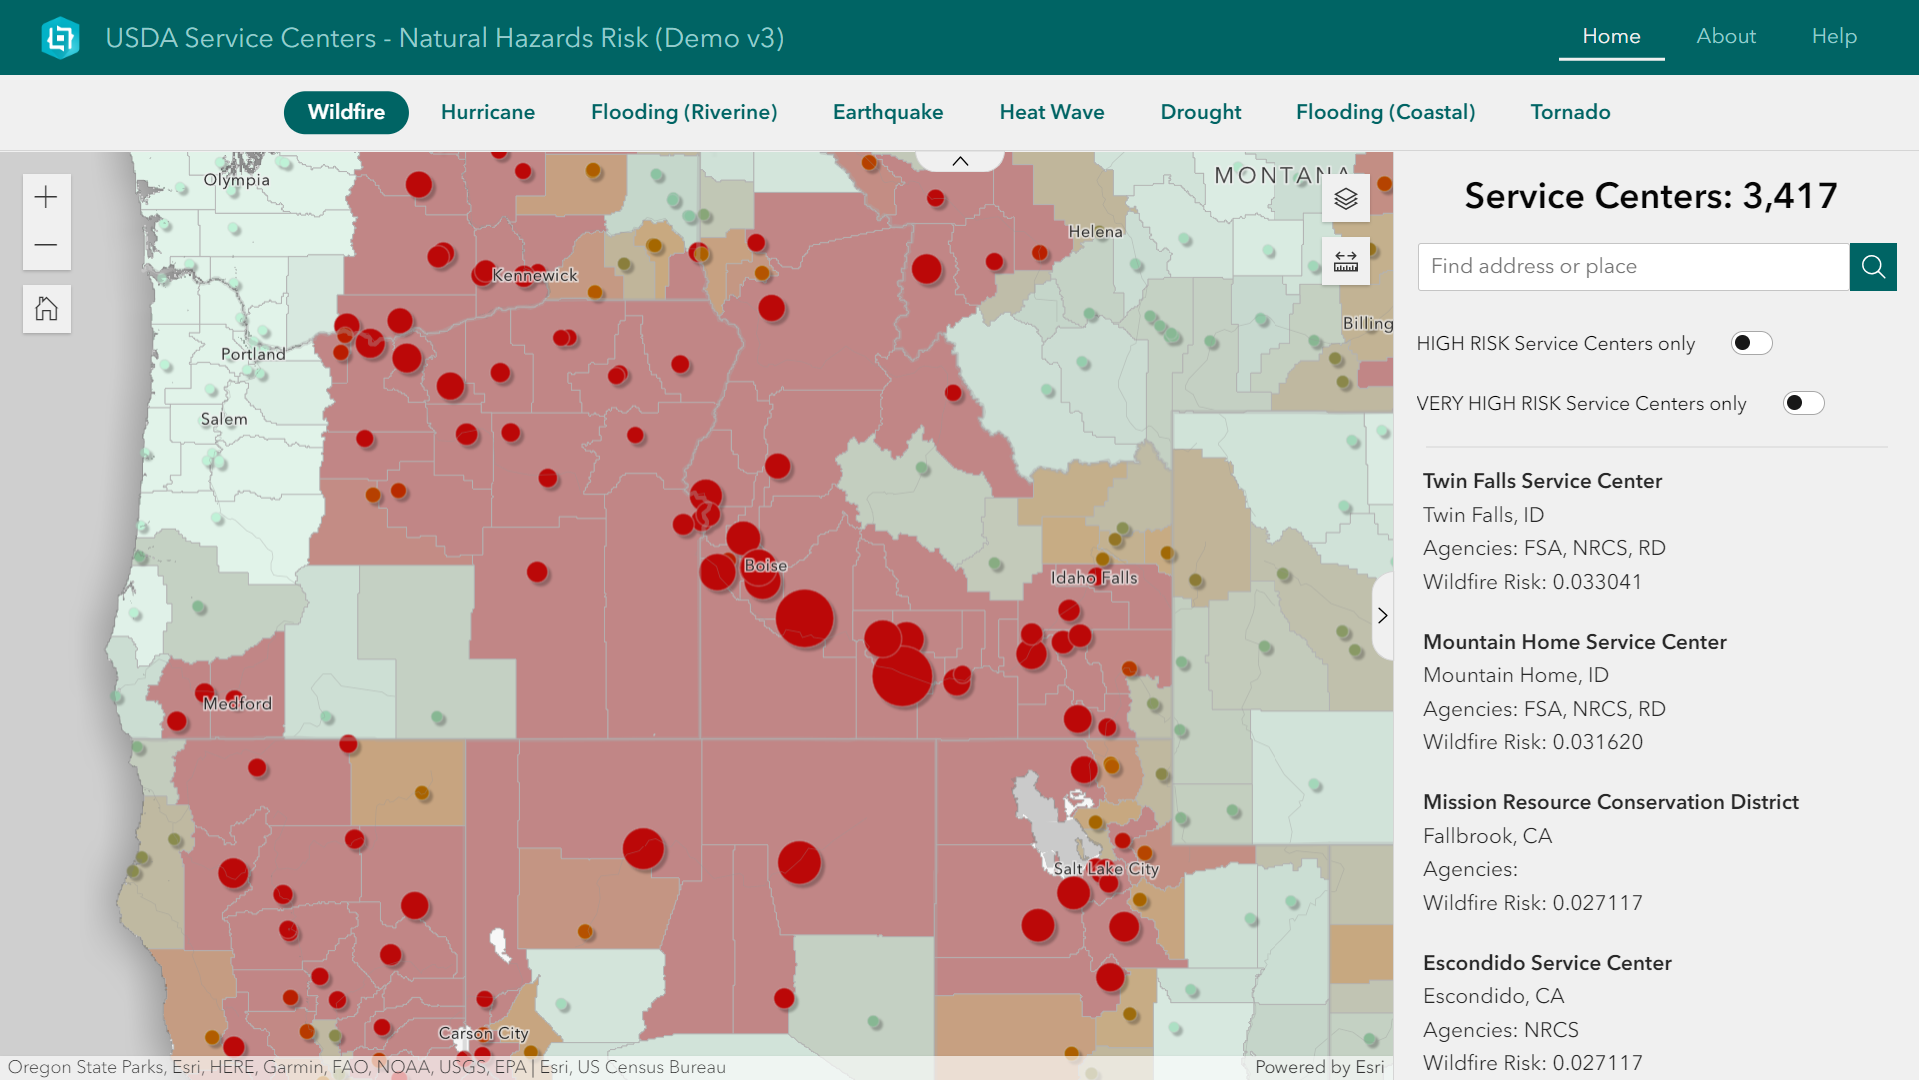 USDA Service Centers - Natural Hazards Risk (Demo v3)
Home
About
Help
Wildfire
Hurricane
Flooding (Riverine)
Earthquake
Heat Wave
Drought
Flooding (Coastal)
Tornado
Olympia
MONTANA
Helena
Kennewick
Billing
Portland
Salem
Boise
Idaho Falls
Medford
Salt Lake City
Carson City
Oregon State Parks, Esri, HERE, Garmin, FAO, NOAA, USGS, EPA | Esri, US Census Bureau
Powered by Esri
Service Centers: 3,417
Find address or place
HIGH RISK Service Centers only
VERY HIGH RISK Service Centers only
Twin Falls Service Center
Twin Falls, ID
Agencies: FSA, NRCS, RD
Wildfire Risk: 0.033041
Mountain Home Service Center
Mountain Home, ID
Agencies: FSA, NRCS, RD
Wildfire Risk: 0.031620
Mission Resource Conservation District
Fallbrook, CA
Agencies:
Wildfire Risk: 0.027117
Escondido Service Center
Escondido, CA
Agencies: NRCS
Wildfire Risk: 0.027117